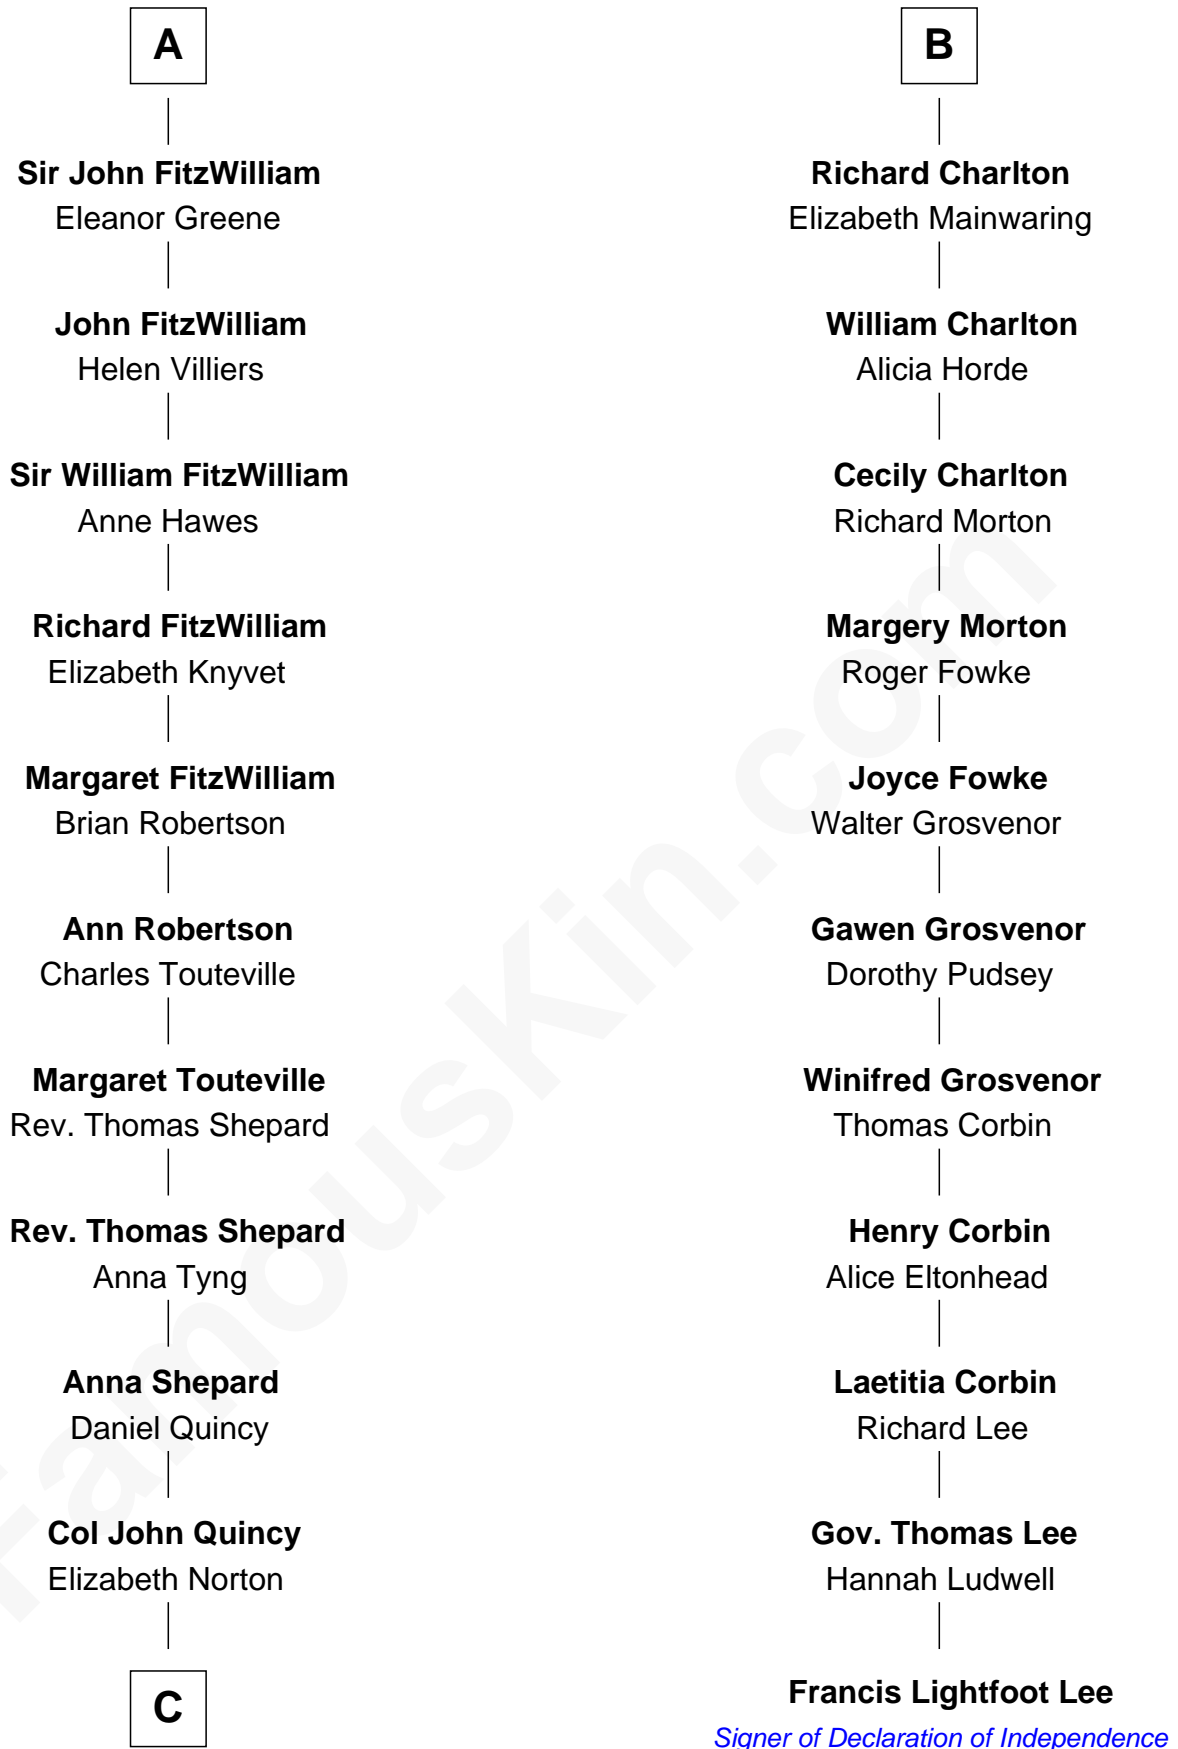 A
Sir John FitzWilliam
Eleanor Greene
John FitzWilliam
Helen Villiers
Sir William FitzWilliam
Anne Hawes
Richard FitzWilliam
Elizabeth Knyvet
Margaret FitzWilliam
Brian Robertson
Ann Robertson
Charles Touteville
Margaret Touteville
Rev. Thomas Shepard
Rev. Thomas Shepard
Anna Tyng
Anna Shepard
Daniel Quincy
Col John Quincy
Elizabeth Norton
C
B
Richard Charlton
Elizabeth Mainwaring
William Charlton
Alicia Horde
Cecily Charlton
Richard Morton
Margery Morton
Roger Fowke
Joyce Fowke
Walter Grosvenor
Gawen Grosvenor
Dorothy Pudsey
Winifred Grosvenor
Thomas Corbin
Henry Corbin
Alice Eltonhead
Laetitia Corbin
Richard Lee
Gov. Thomas Lee
Hannah Ludwell
Francis Lightfoot Lee
Signer of Declaration of Independence
FamousKin.com